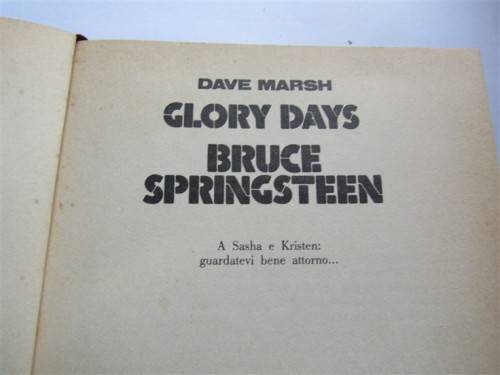 DAVE MARSH
GLORY DAYS
BRUCE
SPRINGSTEEN
A Sasha e Kristen:
guardatevi bene attorno...